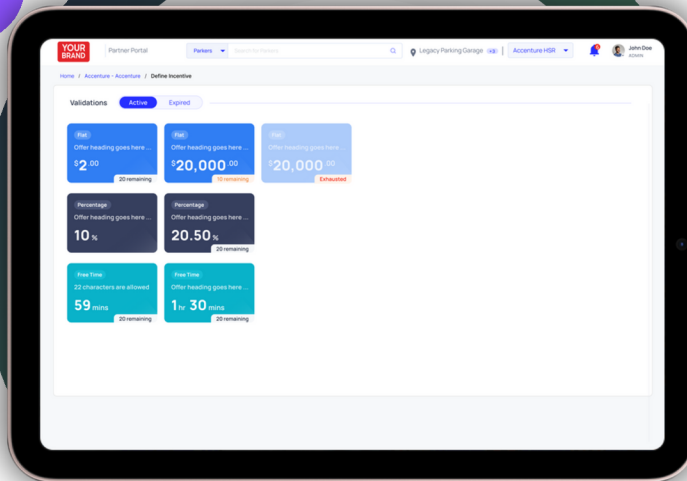 YOUR
BRAND
Partner Portal
Parkers
Search for Parkers
Legacy Parking Garage +3
Accenture HSR
John Doe
ADMIN
Home / Accenture - Accenture / Define Incentive
Validations Active Expired
Flat
Offer heading goes here ...
$2.00
20 remaining
Flat
Offer heading goes here ...
$20,000.00
10 remaining
Flat
Offer heading goes here ...
$20,000.00
Exhausted
Percentage
Offer heading goes here ...
10 %
Percentage
Offer heading goes here ...
20.50 %
20 remaining
Free Time
22 characters are allowed
59 mins
20 remaining
Free Time
Offer heading goes here ...
1 hr 30 mins
20 remaining